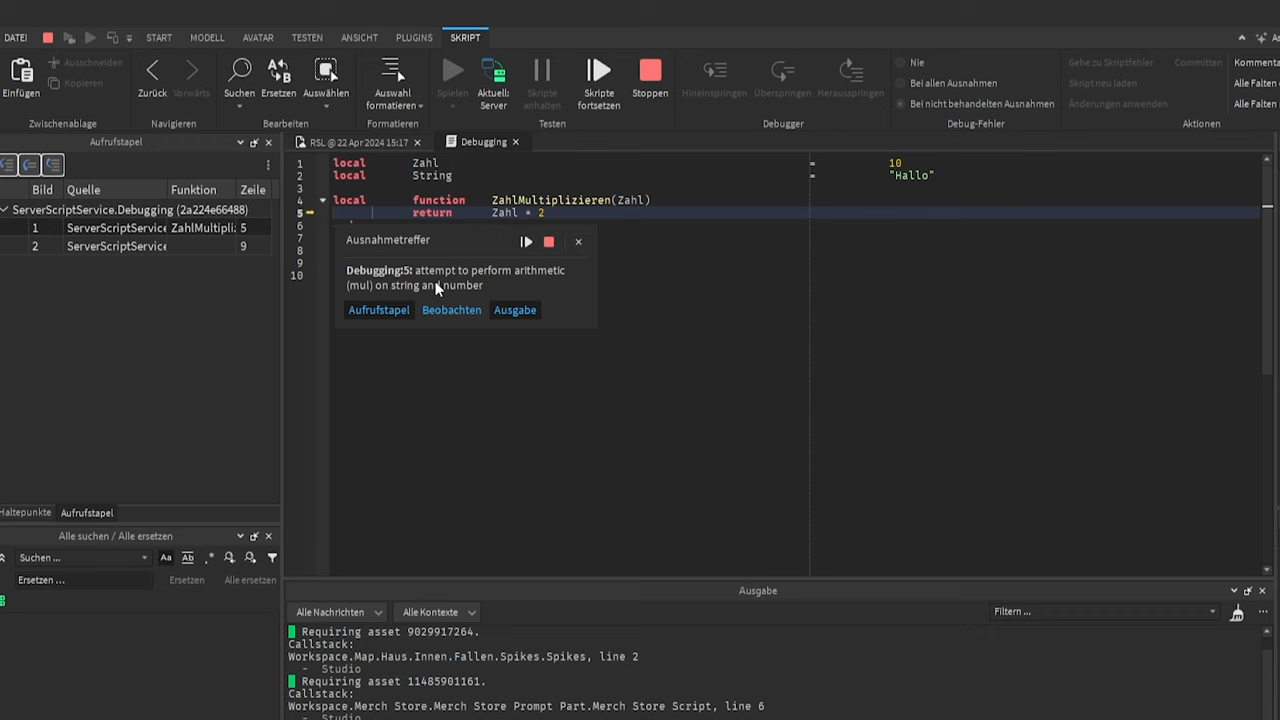 DATEI START MODELL AVATAR TESTEN ANSICHT PLUGINS SKRIPT
Einfügen Ausschneiden Kopieren
Zurück Vorwärts Suchen Ersetzen Auswählen Auswahl formatieren Spielen Aktuell: Server Skripte anhalten Skripte fortsetzen Stoppen Hineinspringen Überspringen Herausspringen
Nie
Bei allen Ausnahmen
Bei nicht behandelten Ausnahmen
Gehe zu Skriptfehler Committen
Skript neu laden Alle Falten
Änderungen anwenden Alle Falten
Zwischenablage Navigieren Bearbeiten Formatieren Testen Debugger Debug-Fehler Aktionen
Aufrufstapel
RSL @ 22 Apr 2024 15:17 Debugging
Bild Quelle Funktion Zeile
ServerScriptService.Debugging (2a224e66488)
1 ServerScriptService ZahlMultipli: 5
2 ServerScriptService 9
1 local Zahl = 10
2 local String = "Hallo"
3
4 local function ZahlMultiplizieren(Zahl)
5 return Zahl * 2
6
7
8
9
10
Ausnahmetreffer
Debugging:5: attempt to perform arithmetic
(mul) on string and number
Aufrufstapel Beobachten Ausgabe
Haltepunkte Aufrufstapel
Alle suchen / Alle ersetzen
Suchen ... Aa Ab .*
Ersetzen ... Ersetzen Alle ersetzen
Ausgabe
Alle Nachrichten Alle Kontexte Filtern ...
Requiring asset 9029917264.
Callstack:
Workspace.Map.Haus.Innen.Fallen.Spikes.Spikes, line 2
- Studio
Requiring asset 11485901161.
Callstack:
Workspace.Merch Store.Merch Store Prompt Part.Merch Store Script, line 6
- Studio